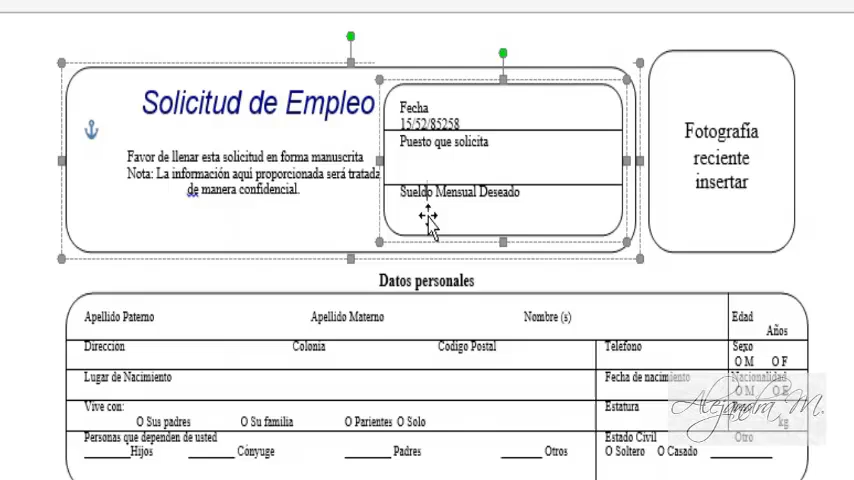 Solicitud de Empleo
Favor de llenar esta solicitud en forma manuscrita
Nota: La información aquí proporcionada será tratada
de manera confidencial.
Fecha
15/52/85258
Puesto que solicita
Sueldo Mensual Deseado
Fotografía
reciente
insertar
Datos personales
Apellido Paterno Apellido Materno Nombre (s) Edad
Años
Direccion Colonia Codigo Postal Telefono Sexo
O M O F
Lugar de Nacimiento Fecha de nacimiento Nacionalidad
O M O E
Vive con: Estatura
O Sus padres O Su familia O Parientes O Solo kg
Personas que dependen de usted Estado Civil Otro
Hijos Cónyuge Padres Otros O Soltero O Casado
Alejandra M.